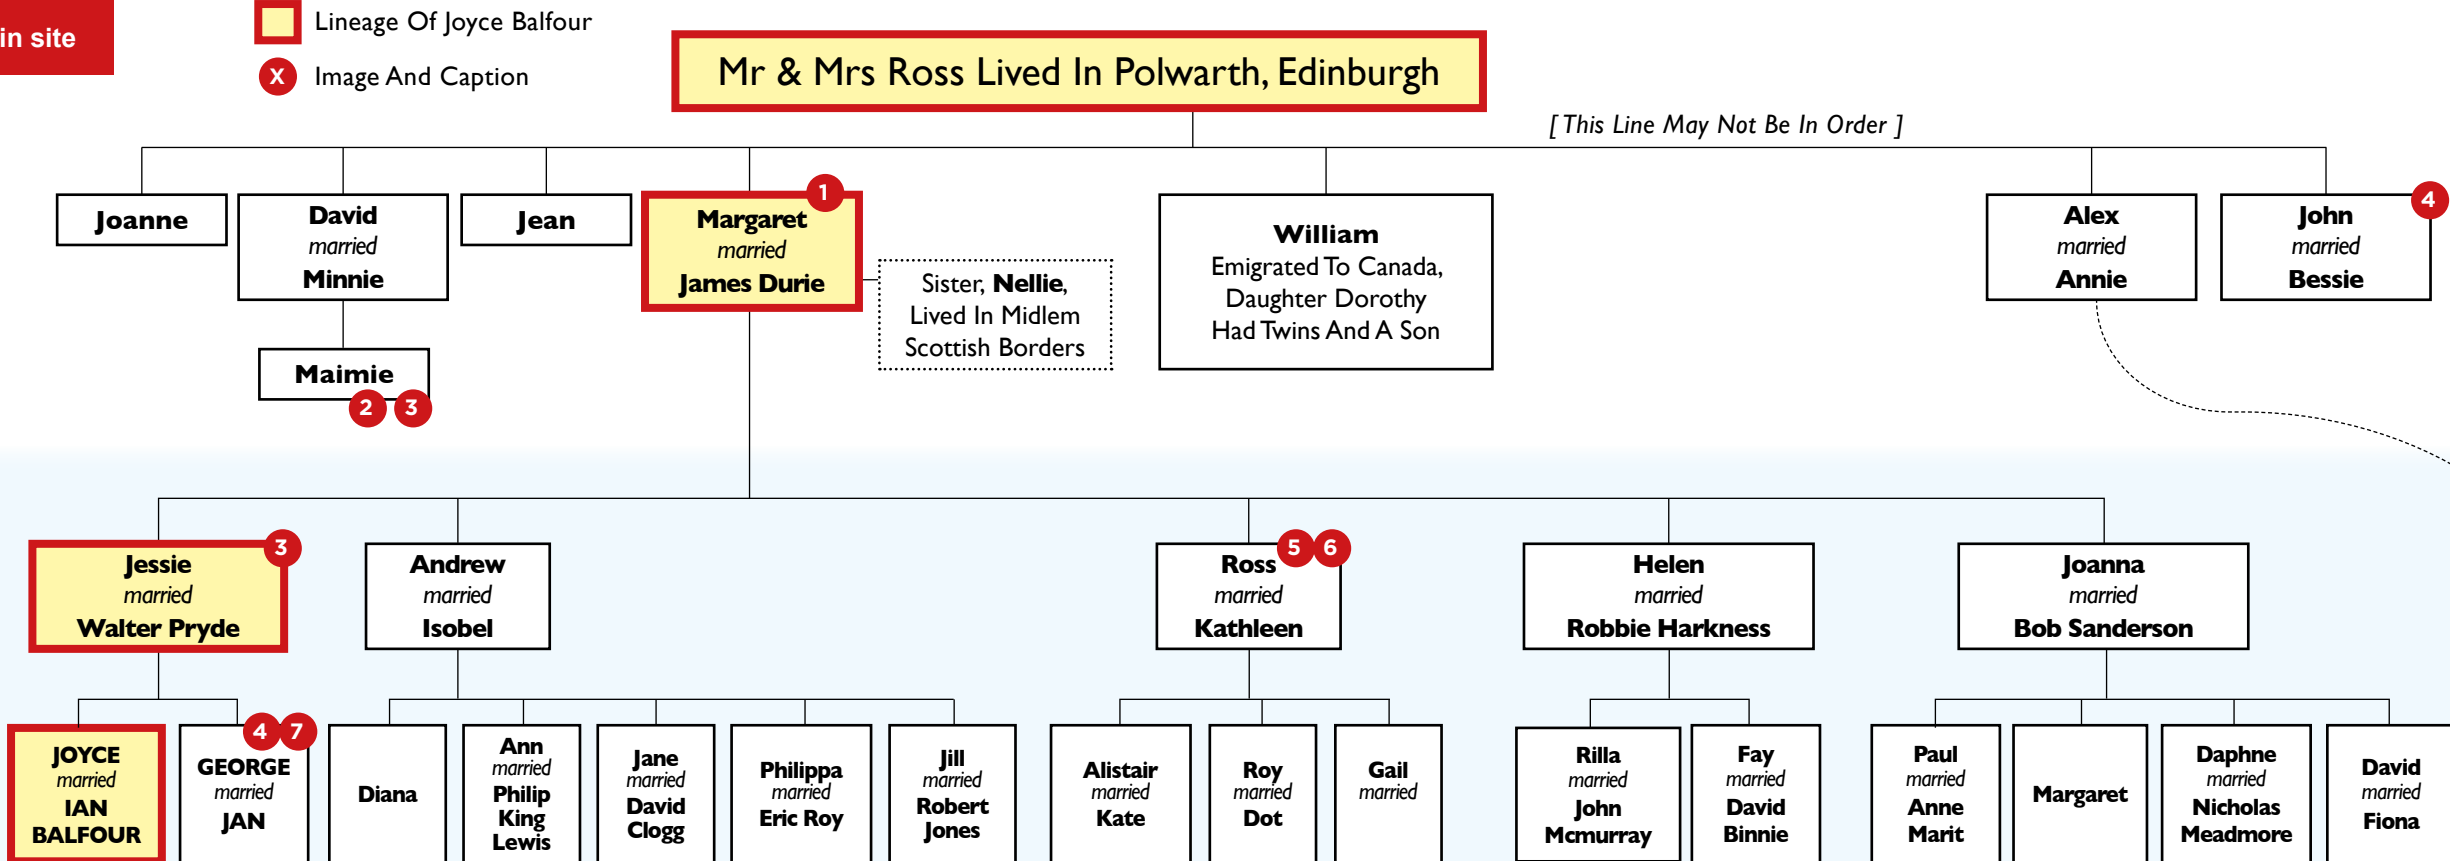 in site
Lineage Of Joyce Balfour
X Image And Caption
Mr & Mrs Ross Lived In Polwarth, Edinburgh
[ This Line May Not Be In Order ]
Joanne
David
married
Minnie
Jean
1
Margaret
married
James Durie
Sister, Nellie,
Lived In Midlem
Scottish Borders
William
Emigrated To Canada,
Daughter Dorothy
Had Twins And A Son
Alex
married
Annie
4
John
married
Bessie
Maimie
2 3
3
Jessie
married
Walter Pryde
Andrew
married
Isobel
5 6
Ross
married
Kathleen
Helen
married
Robbie Harkness
Joanna
married
Bob Sanderson
JOYCE
married
IAN
BALFOUR
4 7
GEORGE
married
JAN
Diana
Ann
married
Philip
King
Lewis
Jane
married
David
Clogg
Philippa
married
Eric Roy
Jill
married
Robert
Jones
Alistair
married
Kate
Roy
married
Dot
Gail
married
Rilla
married
John
Mcmurray
Fay
married
David
Binnie
Paul
married
Anne
Marit
Margaret
Daphne
married
Nicholas
Meadmore
David
married
Fiona